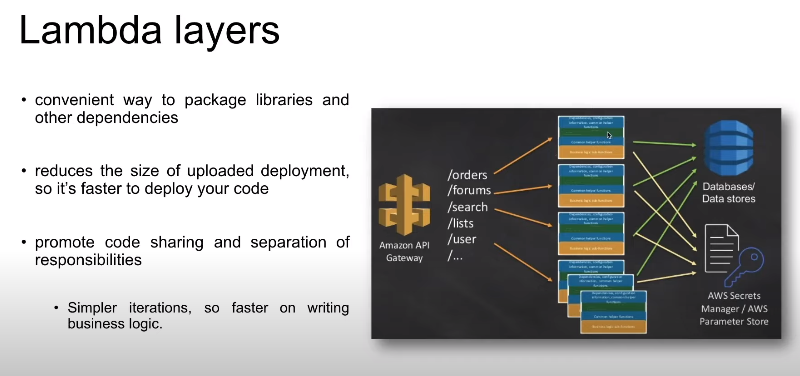 Lambda layers
• convenient way to package libraries and
other dependencies
• reduces the size of uploaded deployment,
so it's faster to deploy your code
• promote code sharing and separation of
responsibilities
• Simpler iterations, so faster on writing
business logic.
Amazon API
Gateway
/orders
/forums
/search
/lists
/user
/...
Databases/
Data stores
AWS Secrets
Manager / AWS
Parameter Store